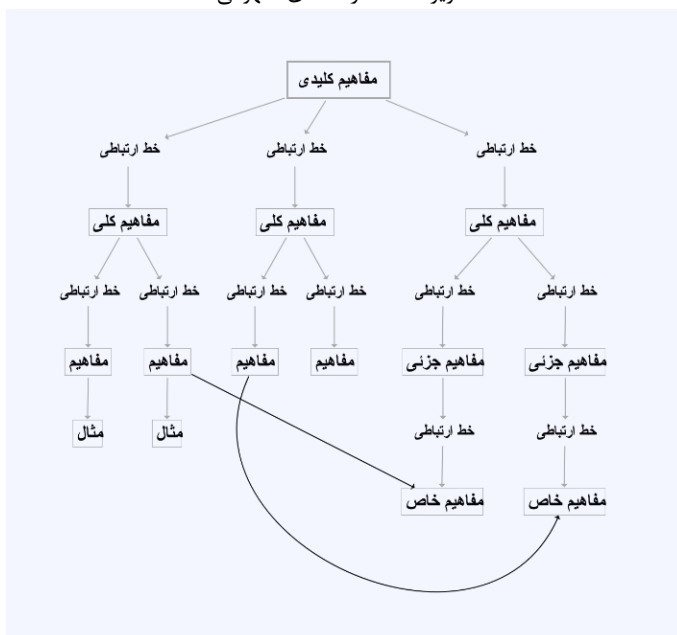 مفاهیم کلیدی
خط ارتباطی
خط ارتباطی
خط ارتباطی
مفاهیم کلی
مفاهیم کلی
مفاهیم کلی
خط ارتباطی
خط ارتباطی
خط ارتباطی
خط ارتباطی
خط ارتباطی
خط ارتباطی
مفاهیم جزئی
مفاهیم جزئی
مفاهیم
مفاهیم
مفاهیم
مفاهیم
خط ارتباطی
خط ارتباطی
مثال
مثال
مفاهیم خاص
مفاهیم خاص